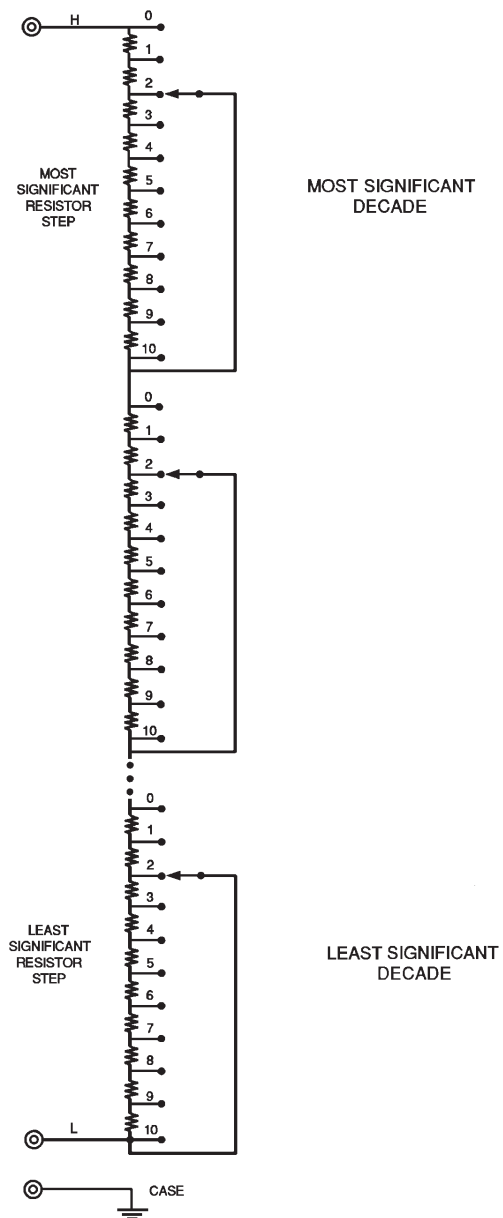 H
0
1
2
3
4
5
6
7
8
9
10
MOST
SIGNIFICANT
RESISTOR
STEP
MOST SIGNIFICANT
DECADE
0
1
2
3
4
5
6
7
8
9
10
0
1
2
3
4
5
6
7
8
9
10
LEAST
SIGNIFICANT
RESISTOR
STEP
LEAST SIGNIFICANT
DECADE
L
CASE